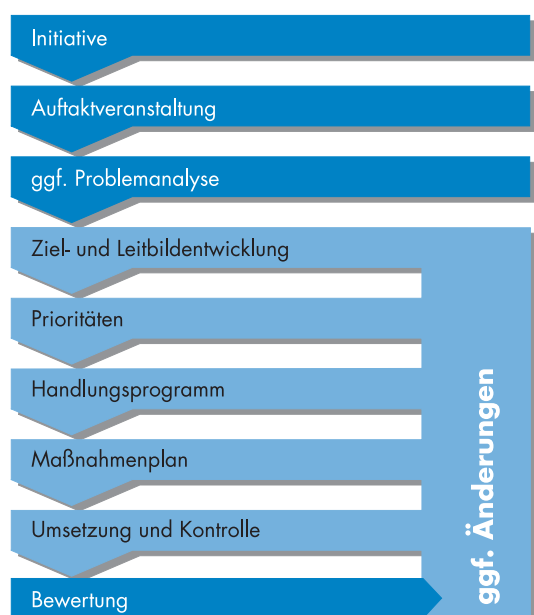 Initiative
Auftaktveranstaltung
ggf. Problemanalyse
Ziel- und Leitbildentwicklung
Prioritäten
Handlungsprogramm
Maßnahmenplan
Umsetzung und Kontrolle
Bewertung
ggf. Änderungen